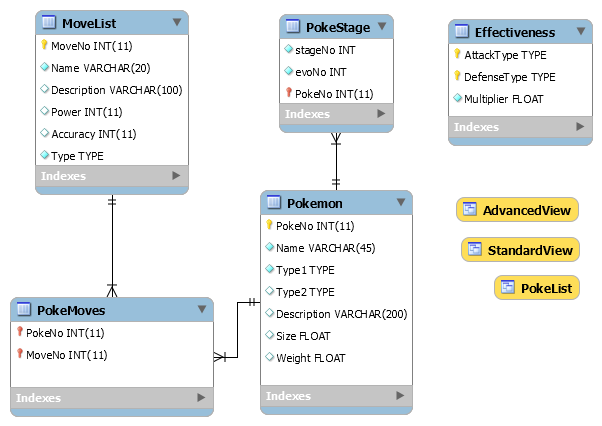 MoveList
MoveNo INT(11)
Name VARCHAR(20)
Description VARCHAR(100)
Power INT(11)
Accuracy INT(11)
Type TYPE
Indexes
PokeStage
stageNo INT
evoNo INT
PokeNo INT(11)
Indexes
Effectiveness
AttackType TYPE
DefenseType TYPE
Multiplier FLOAT
Indexes
Pokemon
PokeNo INT(11)
Name VARCHAR(45)
Type1 TYPE
Type2 TYPE
Description VARCHAR(200)
Size FLOAT
Weight FLOAT
Indexes
AdvancedView
StandardView
PokeList
PokeMoves
PokeNo INT(11)
MoveNo INT(11)
Indexes